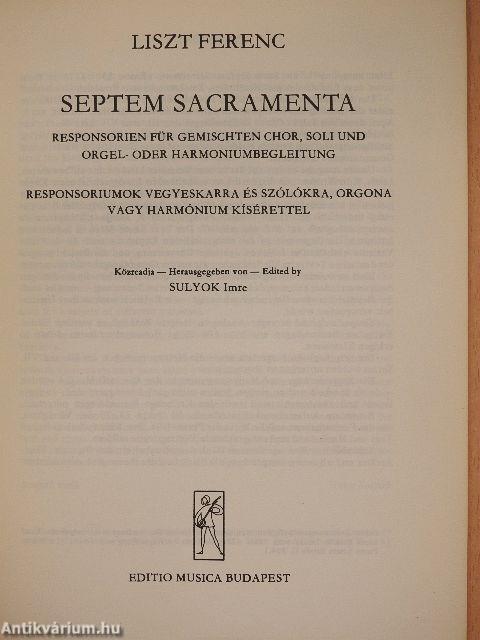 LISZT FERENC
SEPTEM SACRAMENTA
RESPONSORIEN FÜR GEMISCHTEN CHOR, SOLI UND
ORGEL- ODER HARMONIUMBEGLEITUNG
RESPONSORIUMOK VEGYESKARRA ÉS SZÓLÓKRA, ORGONA
VAGY HARMÓNIUM KÍSÉRETTEL
Közreadja — Herausgegeben von — Edited by
SULYOK Imre
EDITIO MUSICA BUDAPEST
Antikvárium.hu